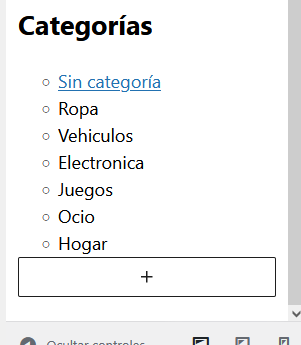 Categorías
Sin categoría
Ropa
Vehiculos
Electronica
Juegos
Ocio
Hogar
+
Ocultar controles